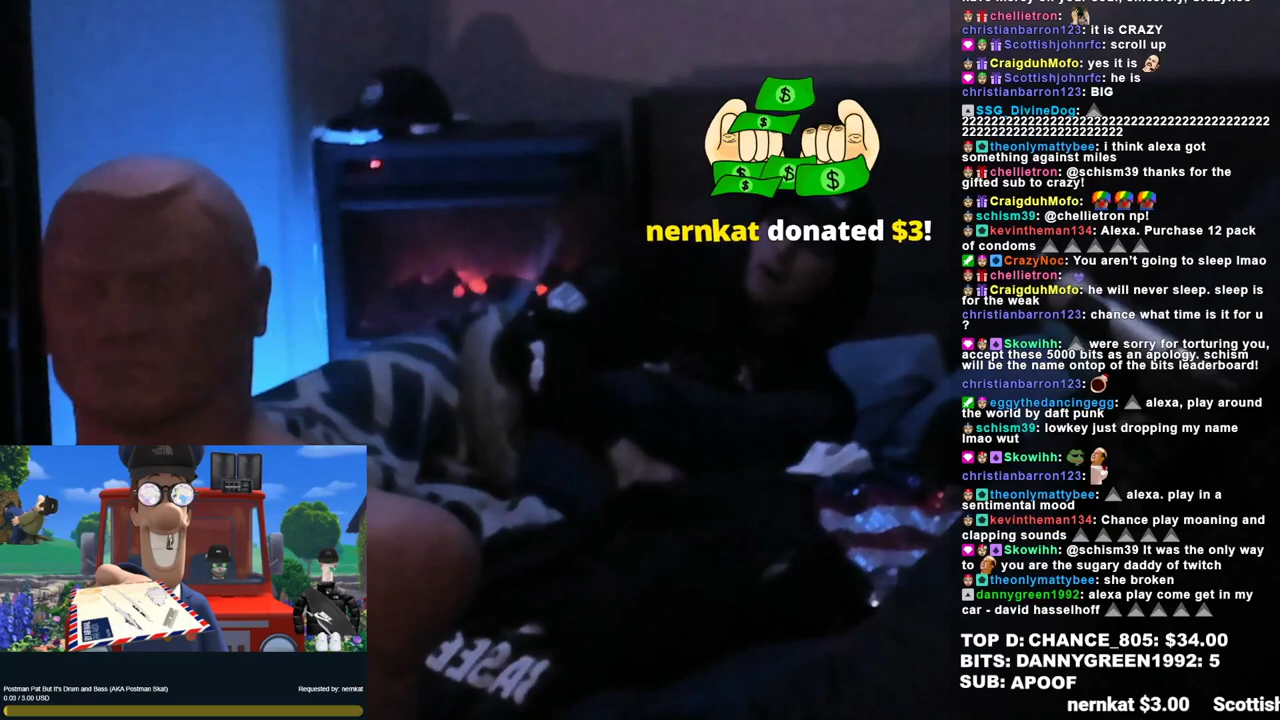 chellietron:
christianbarron123: it is CRAZY
Scottishjohnrfc: scroll up
CraigduhMofo: yes it is
Scottishjohnrfc: he is
christianbarron123: BIG
SSG_DivineDog:
theonlymattybee: i think alexa got
something against miles
chellietron: @schism39 thanks for the
gifted sub to crazy!
CraigduhMofo:
schism39: @chellietron np!
kevintheman134: Alexa. Purchase 12 pack
of condoms
CrazyNoc: You aren't going to sleep lmao
chellietron:
CraigduhMofo: he will never sleep. sleep is
for the weak
christianbarron123: chance what time is it for u
?
Skowihh: were sorry for torturing you,
accept these 5000 bits as an apology. schism
will be the name ontop of the bits leaderboard!
christianbarron123:
eggythedancingegg: alexa, play around
the world by daft punk
schism39: lowkey just dropping my name
lmao wut
Skowihh:
christianbarron123:
theonlymattybee: alexa. play in a
sentimental mood
kevintheman134: Chance play moaning and
clapping sounds
Skowihh: @schism39 It was the only way
to you are the sugary daddy of twitch
theonlymattybee: she broken
dannygreen1992: alexa play come get in my
car - david hasselhoff
TOP D: CHANCE_805: $34.00
BITS: DANNYGREEN1992: 5
SUB: APOOF
nernkat $3.00 Scottish
nernkat donated $3!
Postman Pat But It's Drum and Bass (AKA Postman Skat)
Requested by: nernkat
0.03 / 3.00 USD